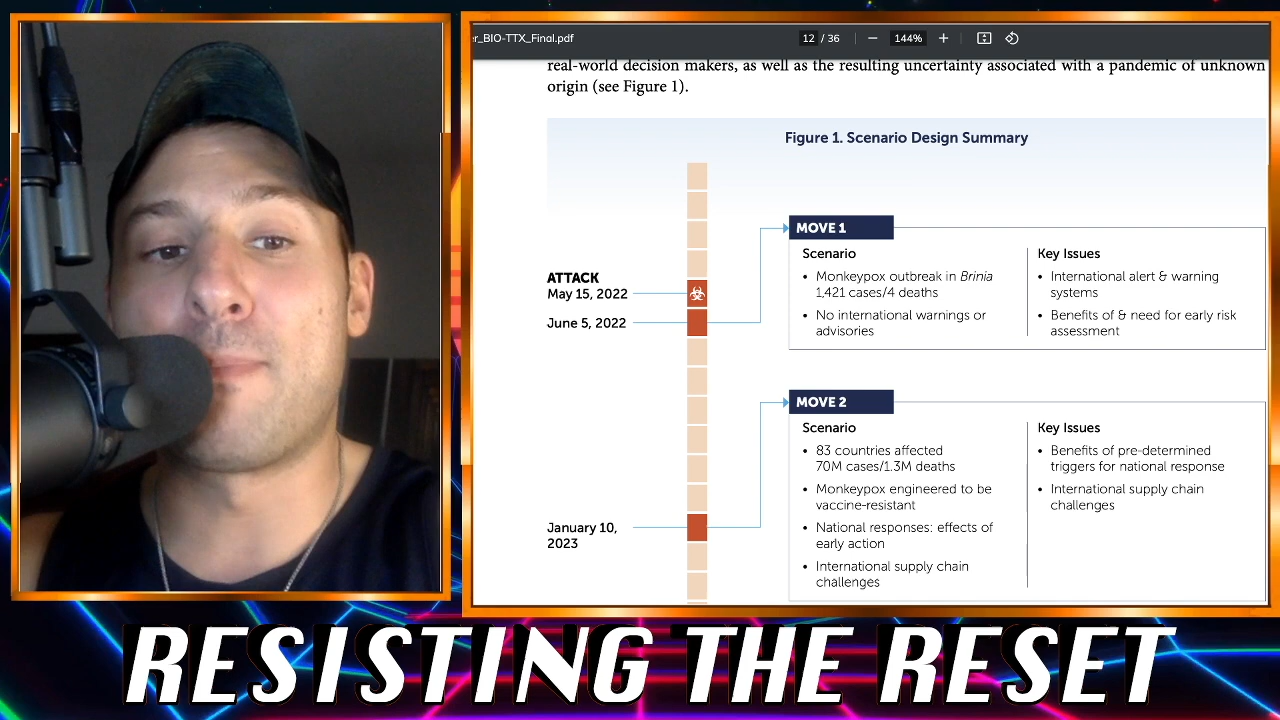 r_BIO-TTX_Final.pdf
12 / 36
144%
real-world decision makers, as well as the resulting uncertainty associated with a pandemic of unknown
origin (see Figure 1).
Figure 1. Scenario Design Summary
ATTACK
May 15, 2022
June 5, 2022
MOVE 1
Scenario
• Monkeypox outbreak in Brinia
1,421 cases/4 deaths
• No international warnings or
advisories
Key Issues
• International alert & warning
systems
• Benefits of & need for early risk
assessment
January 10,
2023
MOVE 2
Scenario
• 83 countries affected
70M cases/1.3M deaths
• Monkeypox engineered to be
vaccine-resistant
• National responses: effects of
early action
• International supply chain
challenges
Key Issues
• Benefits of pre-determined
triggers for national response
• International supply chain
challenges
RESISTING THE RESET